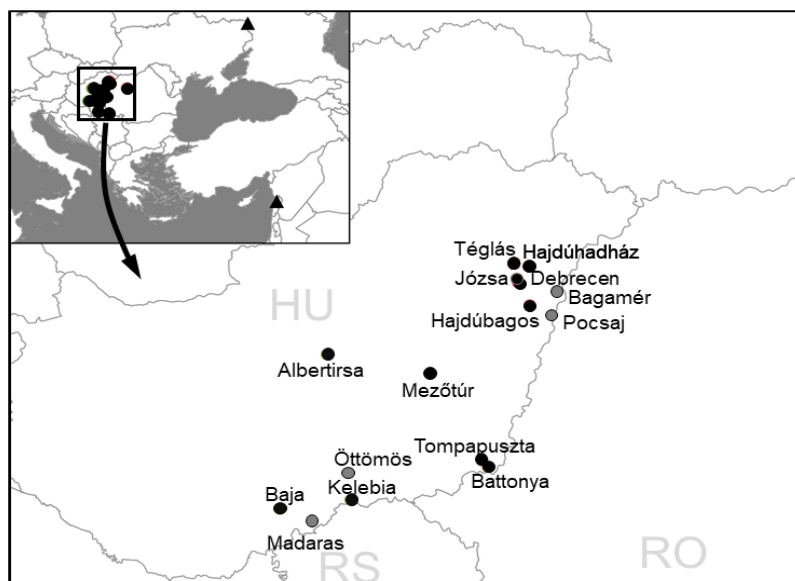 Téglás
Hajdúhadház
Józsa
Debrecen
Bagamér
HU
Hajdúbagos
Pocsaj
Albertirsa
Mezőtúr
Tompapuszta
Öttömös
Battonya
Kelebia
Baja
Madaras
RS
RO